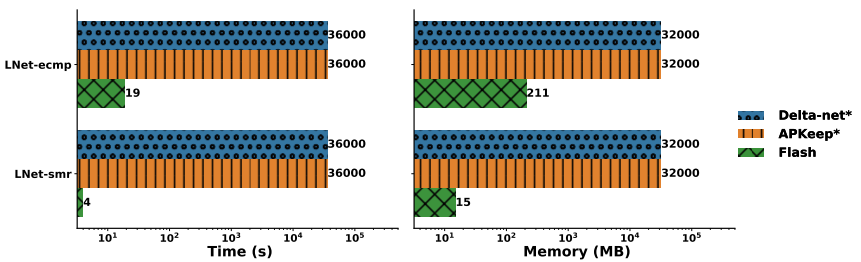 LNet-ecmp
36000
36000
19
LNet-smr
36000
36000
4
10¹ 10² 10³ 10⁴ 10⁵
Time (s)
32000
32000
211
32000
32000
15
10¹ 10² 10³ 10⁴ 10⁵
Memory (MB)
Delta-net*
APKeep*
Flash